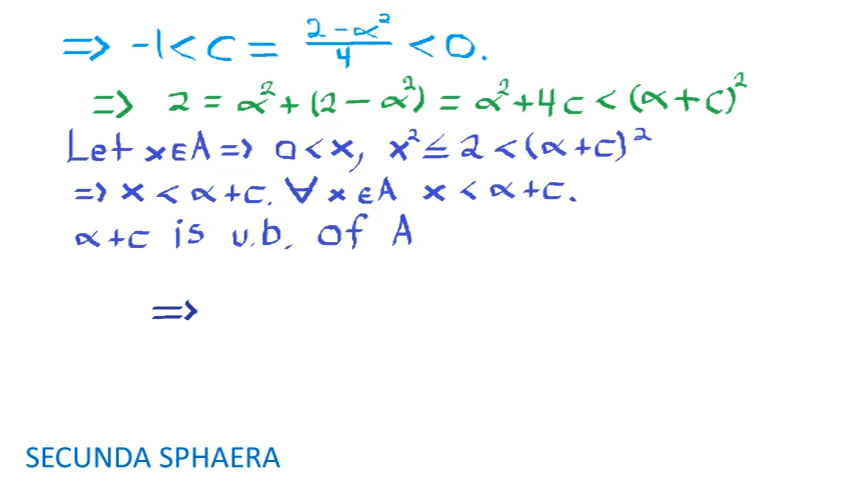 ⇒ -1 < c = (2 - α²)/4 < 0.
⇒ 2 = α² + (2 - α²) = α² + 4c < (α + c)²
Let x∈A ⇒ 0 < x, x² ≤ 2 < (α + c)²
⇒ x < α + c. ∀ x∈A x < α + c.
α + c is u.b. of A
⇒
SECUNDA SPHAERA